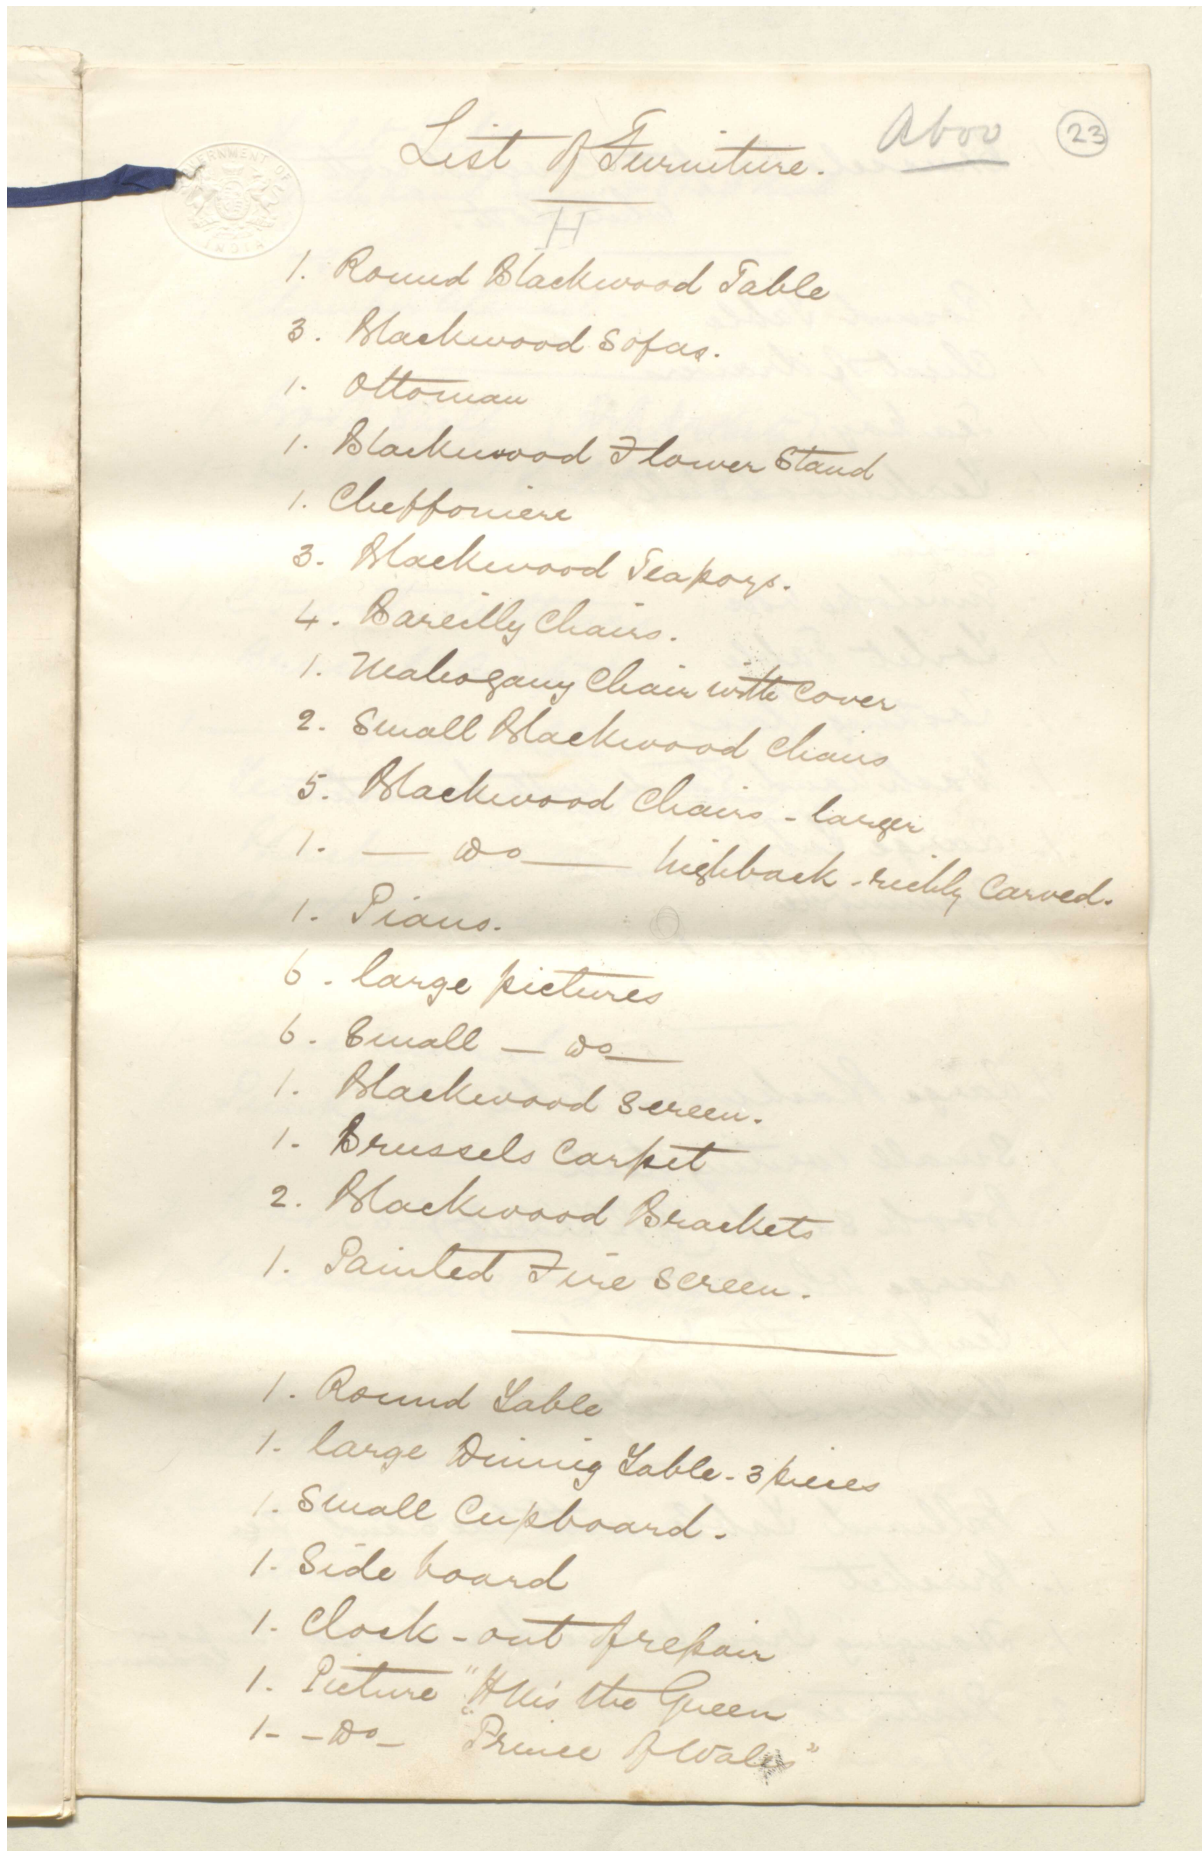 Aboo
23
List of Furniture.
GOVERNMENT OF
INDIA
H
1. Round Blackwood Table
3. Blackwood Sofas.
1. Ottoman
1. Blackwood Flower Stand
1. Cheffoniere
3. Blackwood Teapoys.
4. Bareilly Chairs.
1. Mahogany Chair with Cover
2. Small Blackwood Chairs
5. Blackwood Chairs - larger
1. — Do — highback - richly Carved.
1. Piano.
6. large pictures
6. Small — Do —
1. Blackwood Screen.
1. Brussels Carpet
2. Blackwood Brackets
1. Painted Fire Screen.
1. Round Table
1. large Dining Table - 3 pieces
1. Small Cupboard.
1. Side board
1. Clock - out of repair
1. Picture "H M's the Queen
1- - Do - "Prince of Wales"